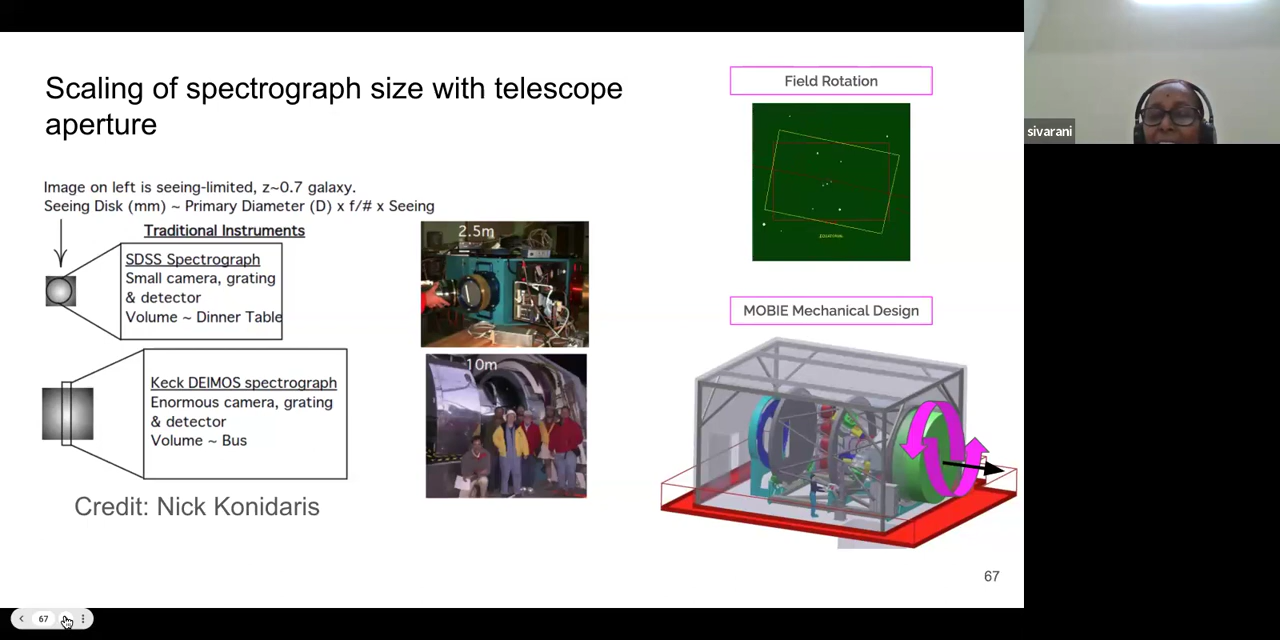 Scaling of spectrograph size with telescope
aperture
Image on left is seeing-limited, z~0.7 galaxy.
Seeing Disk (mm) ~ Primary Diameter (D) x f/# x Seeing
Traditional Instruments
SDSS Spectrograph
Small camera, grating
& detector
Volume ~ Dinner Table
2.5m
Keck DEIMOS spectrograph
Enormous camera, grating
& detector
Volume ~ Bus
10m
Credit: Nick Konidaris
Field Rotation
MOBIE Mechanical Design
67
67
sivarani